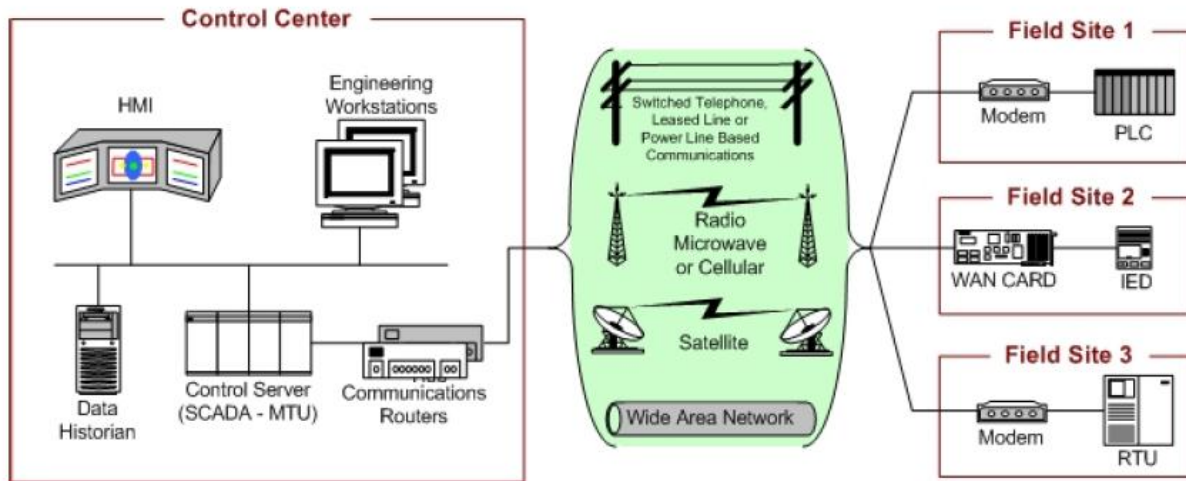 Control Center
HMI
Engineering
Workstations
Data
Historian
Control Server
(SCADA - MTU)
Communications
Routers
Switched Telephone,
Leased Line or
Power Line Based
Communications
Radio
Microwave
or Cellular
Satellite
Wide Area Network
Field Site 1
Modem
PLC
Field Site 2
WAN CARD
IED
Field Site 3
Modem
RTU